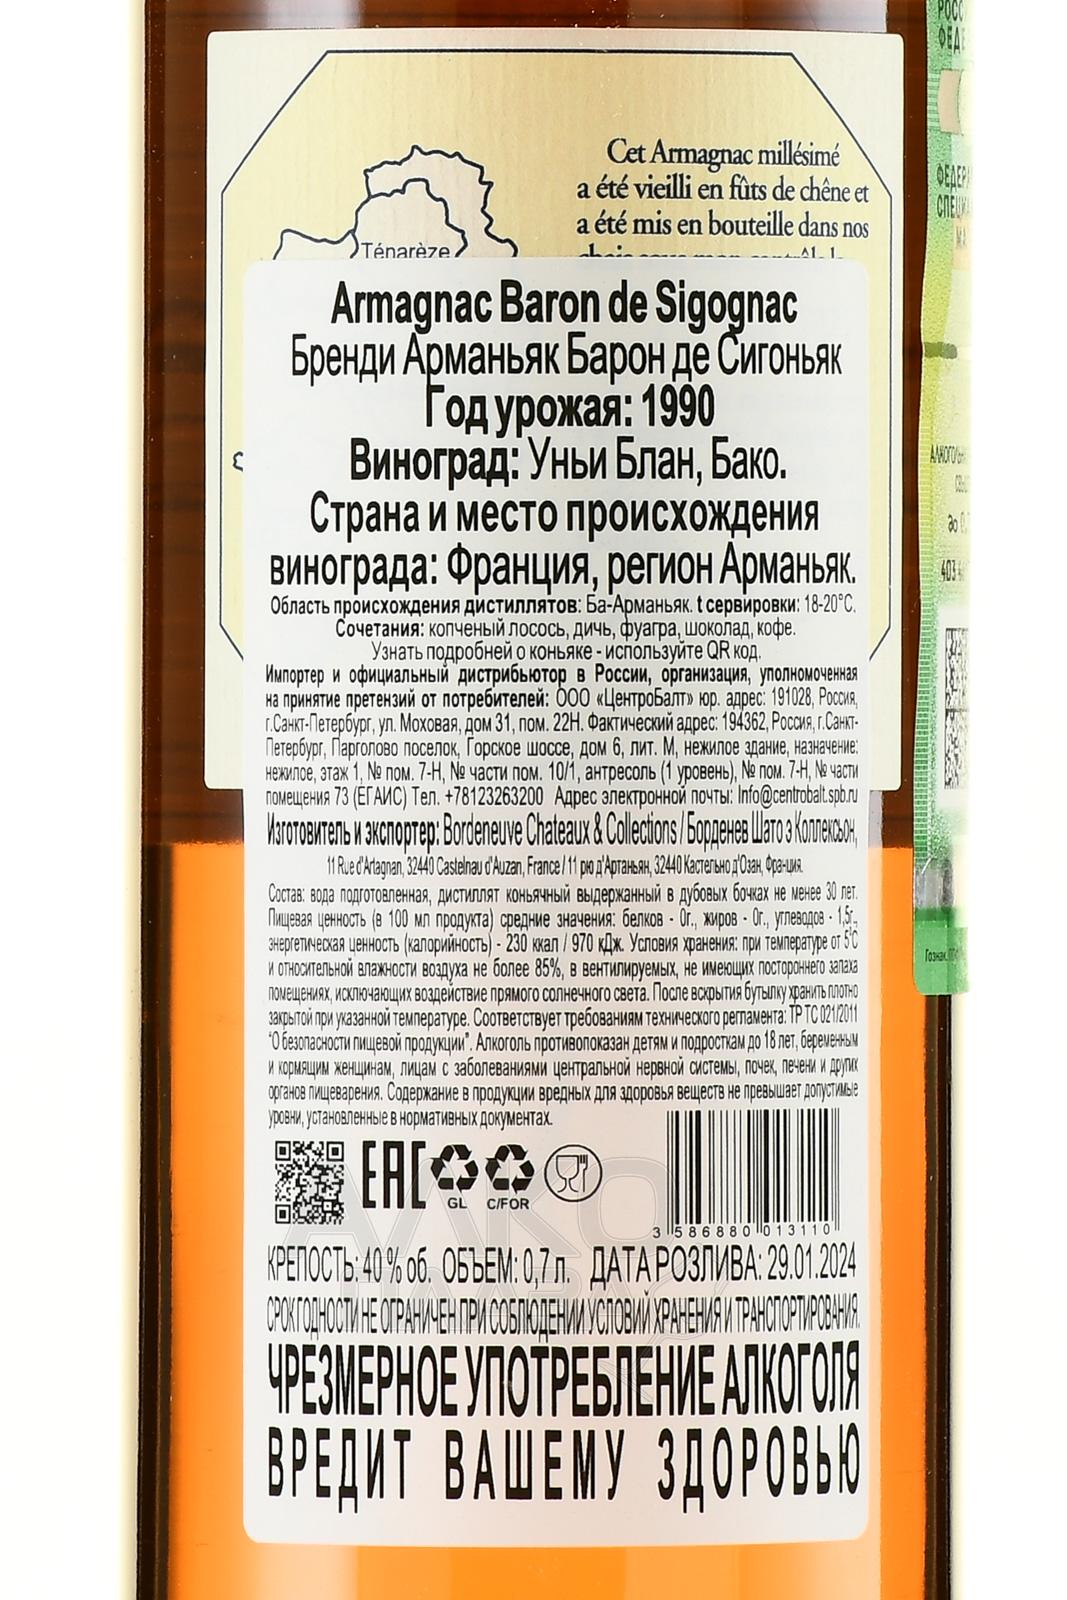 Cet Armagnac millésimé
a été vieilli en fûts de chêne et
a été mis en bouteille dans nos
Ténarèze
Armagnac Baron de Sigognac
Бренди Арманьяк Барон де Сигоньяк
Год урожая: 1990
Виноград: Уньи Блан, Бако.
Страна и место происхождения
винограда: Франция, регион Арманьяк.
Область происхождения дистиллятов: Ба-Арманьяк. t сервировки: 18-20°С.
Сочетания: копченый лосось, дичь, фуагра, шоколад, кофе.
Узнать подробней о коньяке - используйте QR код.
Импортер и официальный дистрибьютор в России, организация, уполномоченная
на принятие претензий от потребителей: ООО «ЦентроБалт» юр. адрес: 191028, Россия,
г.Санкт-Петербург, ул. Моховая, дом 31, пом. 22Н. Фактический адрес: 194362, Россия, г.Санкт-
Петербург, Парголово поселок, Горское шоссе, дом 6, лит. М, нежилое здание, назначение:
нежилое, этаж 1, № пом. 7-Н, № части пом. 10/1, антресоль (1 уровень), № пом. 7-Н, № части
помещения 73 (ЕГАИС) Тел. +78123263200 Адрес электронной почты: Info@centrobalt.spb.ru
Изготовитель и экспортер: Bordeneuve Chateaux & Collections / Борденев Шато э Коллексьон,
11 Rue d'Artagnan, 32440 Castelnau d'Auzan, France / 11 рю д'Артаньян, 32440 Кастельно д'Озан, Франция.
Состав: вода подготовленная, дистиллят коньячный выдержанный в дубовых бочках не менее 30 лет.
Пищевая ценность (в 100 мл продукта) средние значения: белков - 0г., жиров - 0г., углеводов - 1,5г.,
энергетическая ценность (калорийность) - 230 ккал / 970 кДж. Условия хранения: при температуре от 5°С
и относительной влажности воздуха не более 85%, в вентилируемых, не имеющих постороннего запаха
помещениях, исключающих воздействие прямого солнечного света. После вскрытия бутылку хранить плотно
закрытой при указанной температуре. Соответствует требованиям технического регламента: ТР ТС 021/2011
"О безопасности пищевой продукции". Алкоголь противопоказан детям и подросткам до 18 лет, беременным
и кормящим женщинам, лицам с заболеваниями центральной нервной системы, почек, печени и других
органов пищеварения. Содержание в продукции вредных для здоровья веществ не превышает допустимые
уровни, установленные в нормативных документах.
EAC
GL C/FOR
3 586880 013110
КРЕПОСТЬ: 40 % об. ОБЪЕМ: 0,7 л. ДАТА РОЗЛИВА: 29.01.2024
СРОК ГОДНОСТИ НЕ ОГРАНИЧЕН ПРИ СОБЛЮДЕНИИ УСЛОВИЙ ХРАНЕНИЯ И ТРАНСПОРТИРОВАНИЯ.
ЧРЕЗМЕРНОЕ УПОТРЕБЛЕНИЕ АЛКОГОЛЯ
ВРЕДИТ ВАШЕМУ ЗДОРОВЬЮ